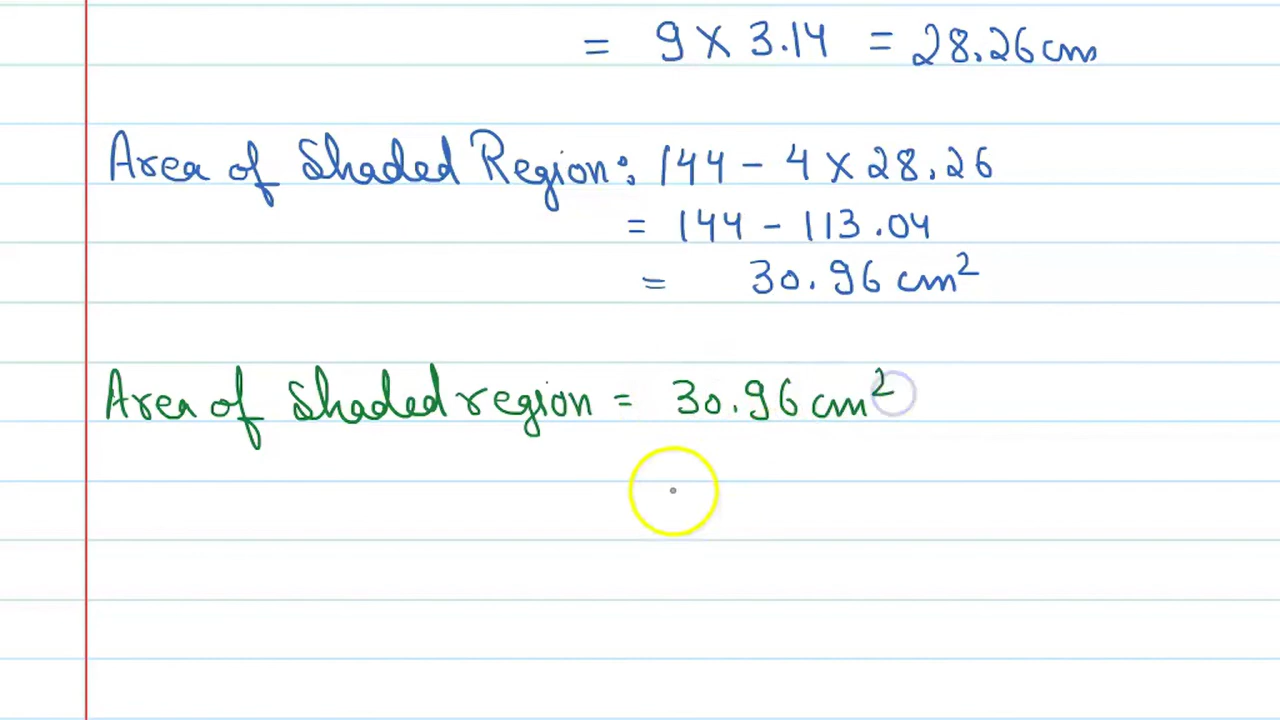 = 9 × 3.14 = 28.26 cm
Area of Shaded Region: 144 - 4 × 28.26
= 144 - 113.04
= 30.96 cm²
Area of Shaded region = 30.96 cm²